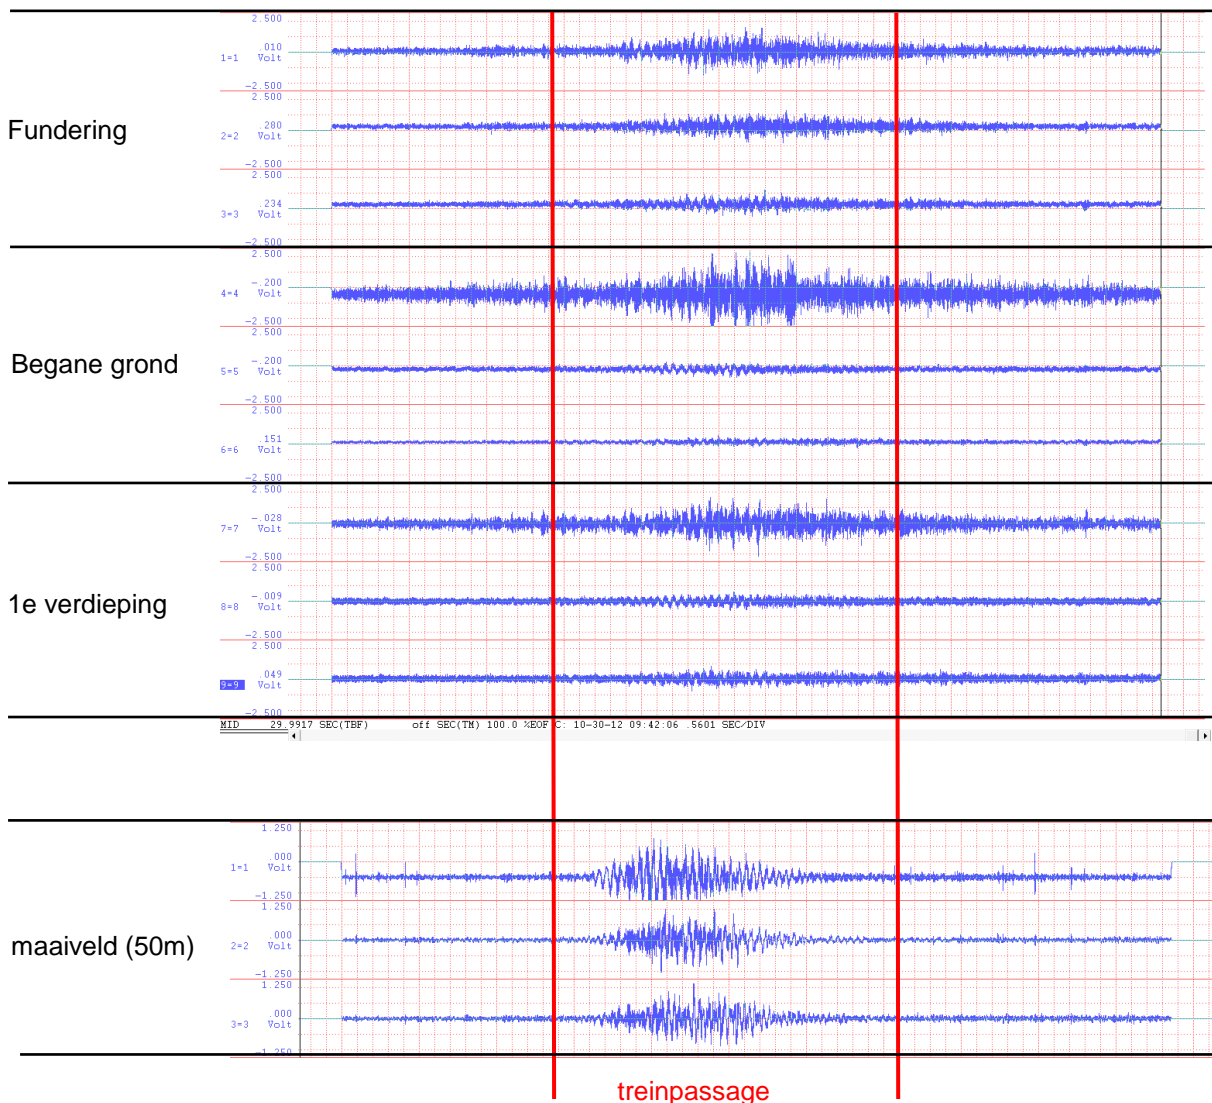 2.500
.010
1=1 Volt
-2.500
2.500
Fundering
.280
2=2 Volt
-2.500
2.500
.234
3=3 Volt
-2.500
2.500
-.200
4=4 Volt
-2.500
2.500
Begane grond
-.200
5=5 Volt
-2.500
2.500
.151
6=6 Volt
-2.500
2.500
-.028
7=7 Volt
-2.500
2.500
1e verdieping
-.009
8=8 Volt
-2.500
2.500
.049
9=9 Volt
-2.500
MID 29.9917 SEC(TBF) off SEC(TM) 100.0 %EOF C: 10-30-12 09:42:06 .5601 SEC/DIV
1.250
.000
1=1 Volt
-1.250
1.250
maaiveld (50m)
.000
2=2 Volt
-1.250
1.250
.000
3=3 Volt
-1.250
treinpassage